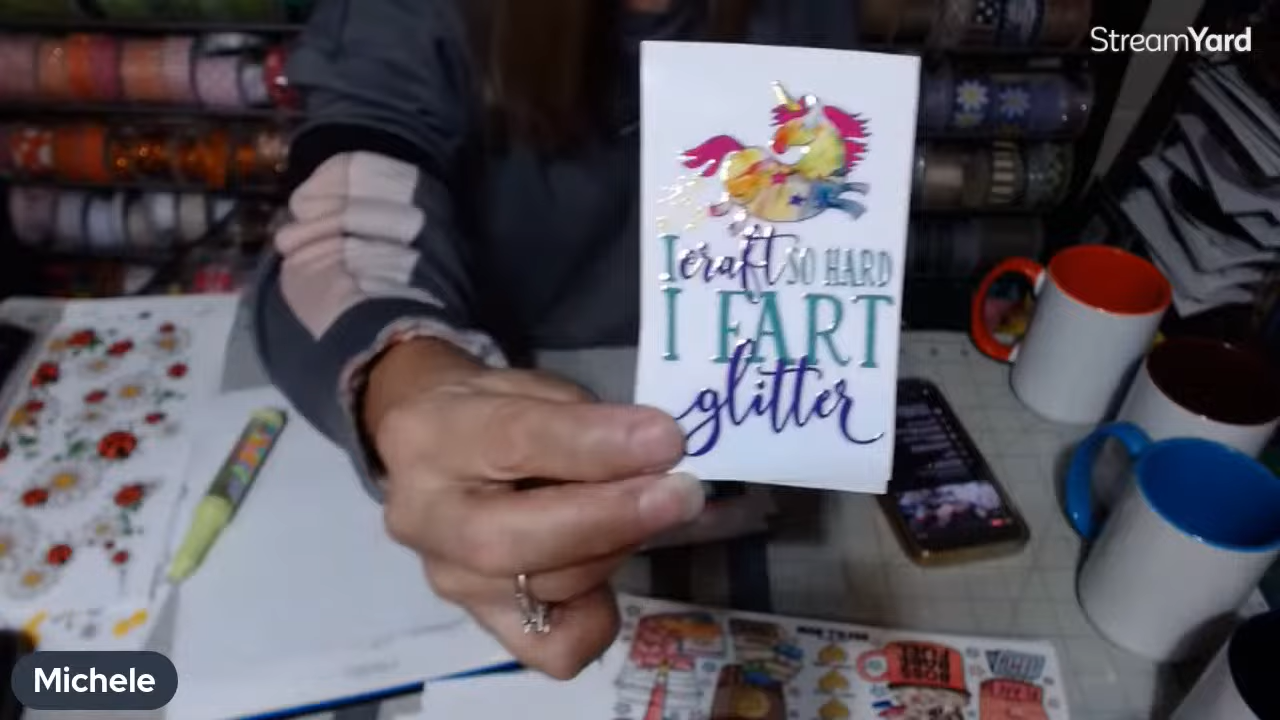 StreamYard
I craft SO HARD
I FART
glitter
Michele